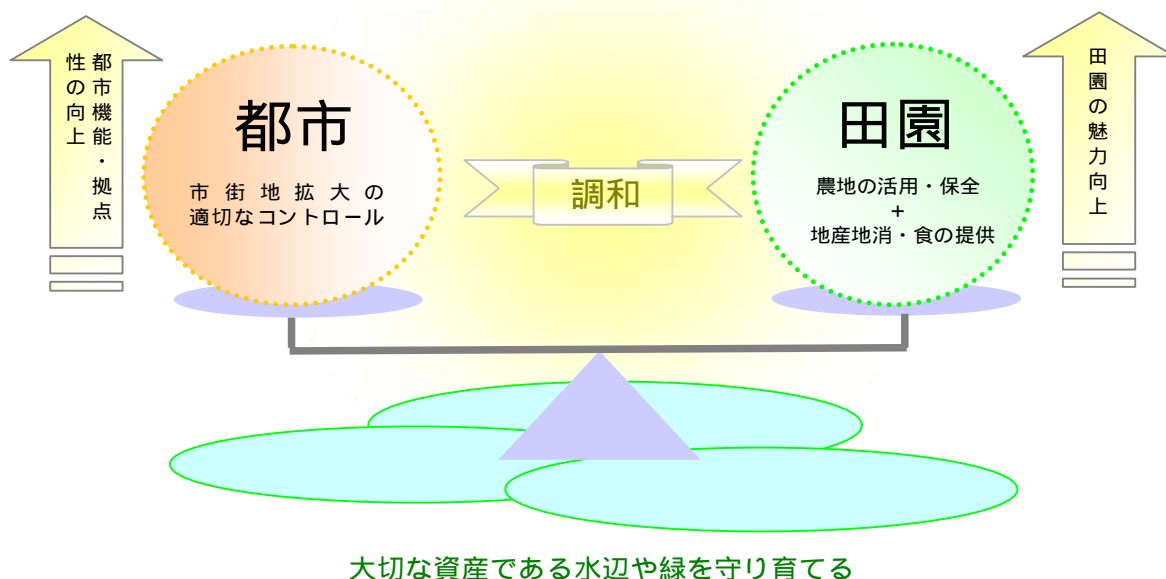 都市機能・拠点
性の向上
都市
市街地拡大の
適切なコントロール
調和
田園
農地の活用・保全
+
地産地消・食の提供
田園の魅力向上
大切な資産である水辺や緑を守り育てる